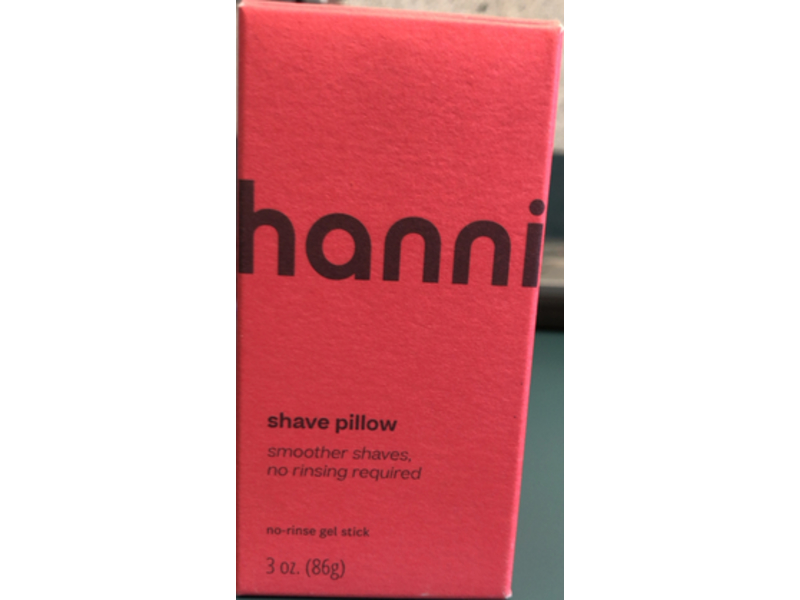 hanni
shave pillow
smoother shaves,
no rinsing required
no-rinse gel stick
3 oz. (86g)